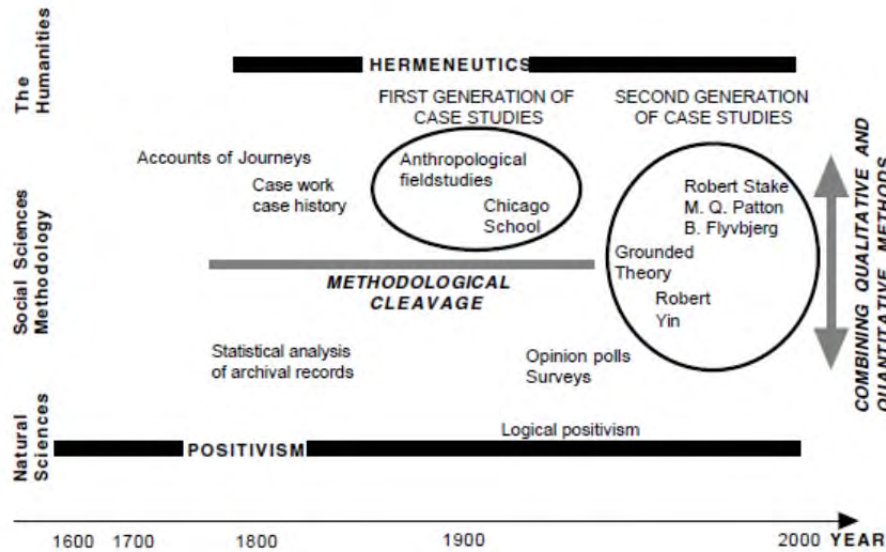 The
Humanities
HERMENEUTICS
FIRST GENERATION OF
CASE STUDIES
SECOND GENERATION
OF CASE STUDIES
Accounts of Journeys
Case work
case history
Anthropological
fieldstudies
Chicago
School
Robert Stake
M. Q. Patton
B. Flyvbjerg
Grounded
Theory
Robert
Yin
COMBINING QUALITATIVE AND
QUANTITATIVE METHODS
Social Sciences
Methodology
METHODOLOGICAL
CLEAVAGE
Statistical analysis
of archival records
Opinion polls
Surveys
Natural
Sciences
Logical positivism
POSITIVISM
1600 1700 1800 1900 2000 YEAR